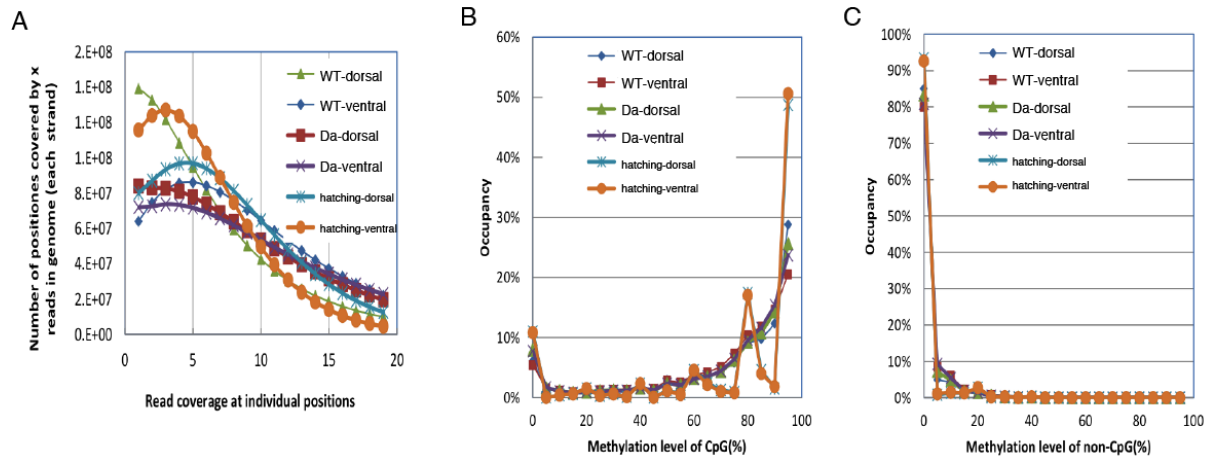 A
Number of positiones covered by x
reads in genome (each strand)
2.E+08
1.E+08
1.E+08
1.E+08
8.E+07
6.E+07
4.E+07
2.E+07
0.E+00
0
5
10
15
20
Read coverage at individual positions
WT-dorsal
WT-ventral
Da-dorsal
Da-ventral
hatching-dorsal
hatching-ventral
B
Occupancy
60%
50%
40%
30%
20%
10%
0%
0
20
40
60
80
100
Methylation level of CpG(%)
WT-dorsal
WT-ventral
Da-dorsal
Da-ventral
hatching-dorsal
hatching-ventral
C
Occupancy
100%
90%
80%
70%
60%
50%
40%
30%
20%
10%
0%
0
20
40
60
80
100
Methylation level of non-CpG(%)
WT-dorsal
WT-ventral
Da-dorsal
Da-ventral
hatching-dorsal
hatching-ventral